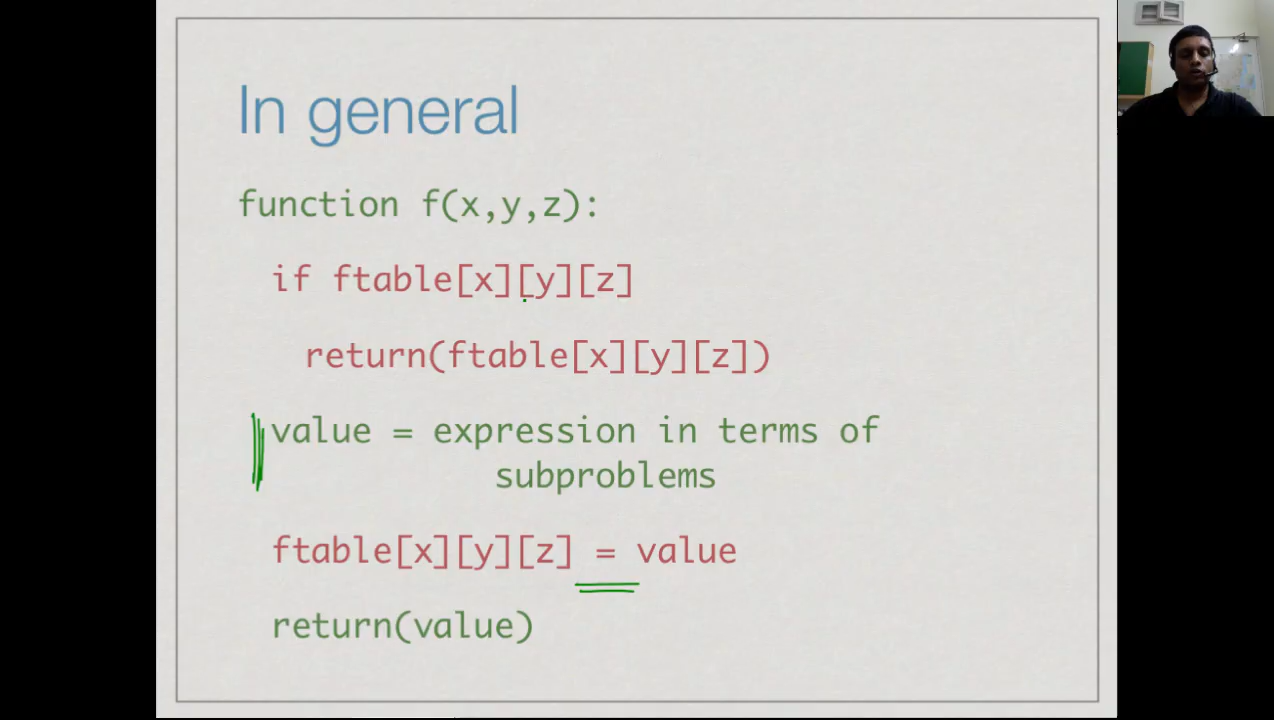 In general
function f(x,y,z):
if ftable[x][y][z]
return(ftable[x][y][z])
value = expression in terms of
subproblems
ftable[x][y][z] = value
return(value)